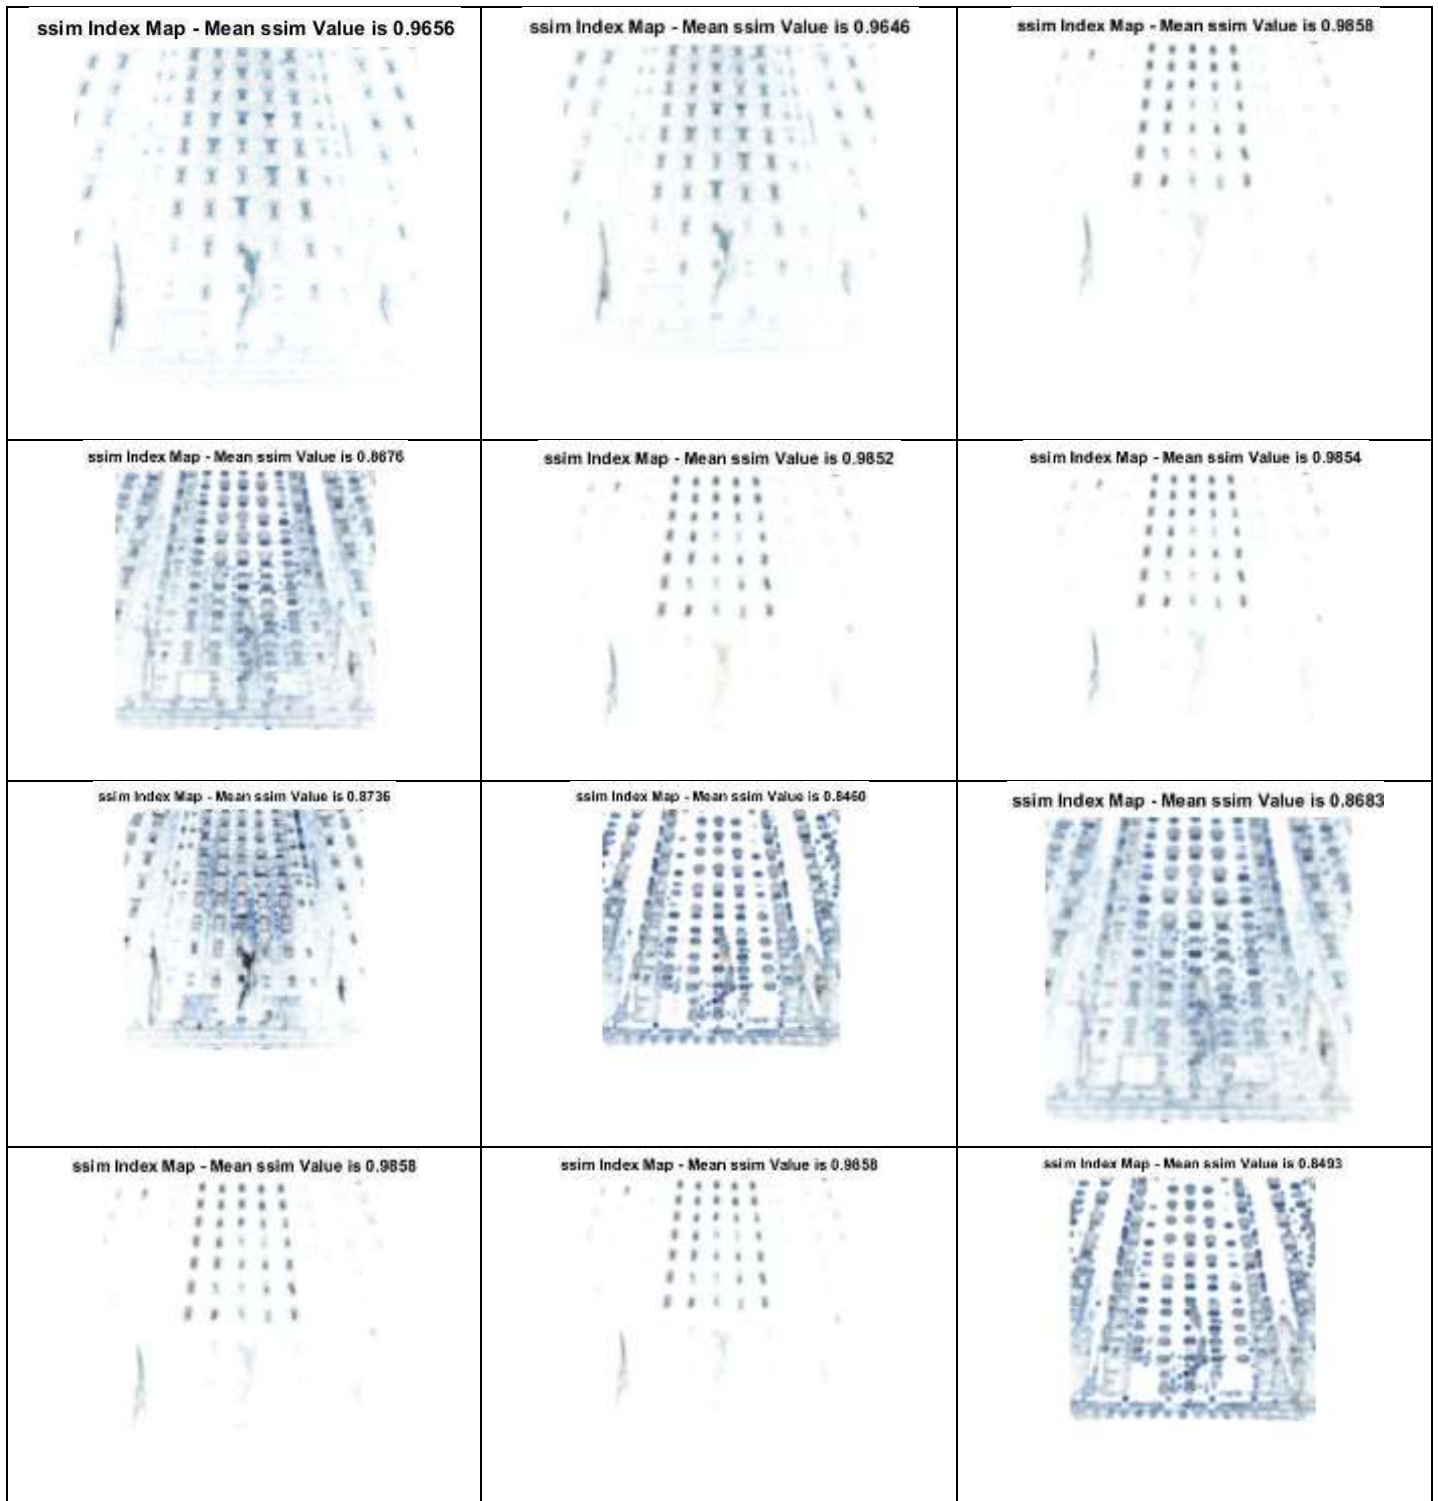 ssim Index Map - Mean ssim Value is 0.9656
ssim Index Map - Mean ssim Value is 0.9646
ssim Index Map - Mean ssim Value is 0.9858
ssim Index Map - Mean ssim Value is 0.8676
ssim Index Map - Mean ssim Value is 0.9852
ssim Index Map - Mean ssim Value is 0.9854
ssim Index Map - Mean ssim Value is 0.8736
ssim Index Map - Mean ssim Value is 0.8460
ssim Index Map - Mean ssim Value is 0.8683
ssim Index Map - Mean ssim Value is 0.9858
ssim Index Map - Mean ssim Value is 0.9858
ssim Index Map - Mean ssim Value is 0.8493